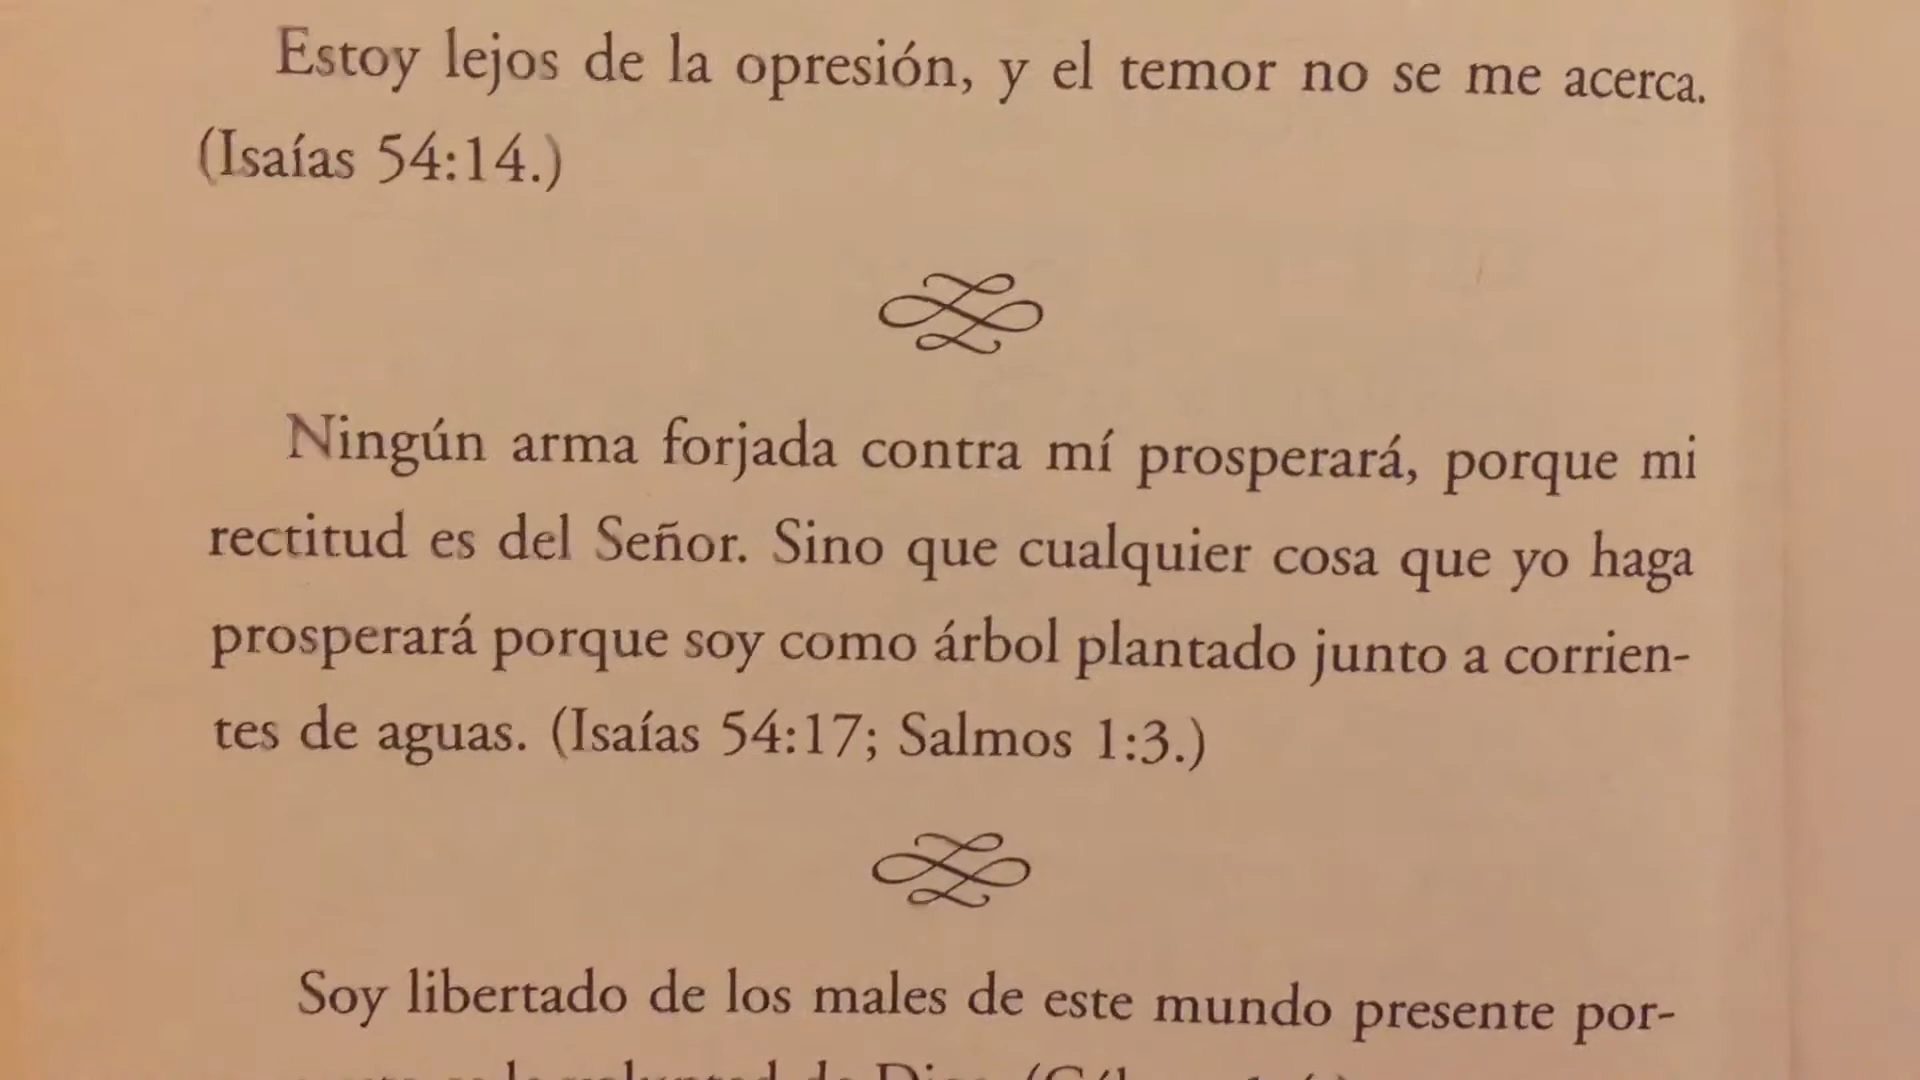 Estoy lejos de la opresión, y el temor no se me acerca.
(Isaías 54:14.)
Ningún arma forjada contra mí prosperará, porque mi
rectitud es del Señor. Sino que cualquier cosa que yo haga
prosperará porque soy como árbol plantado junto a corrien-
tes de aguas. (Isaías 54:17; Salmos 1:3.)
Soy libertado de los males de este mundo presente por-